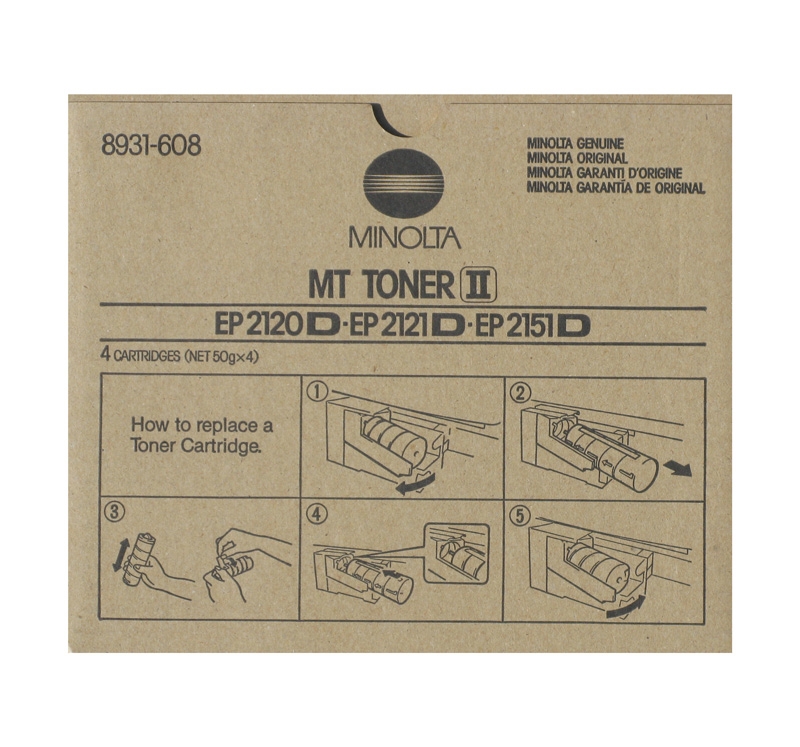 8931-608
MINOLTA GENUINE
MINOLTA ORIGINAL
MINOLTA GARANTI D'ORIGINE
MINOLTA GARANTÍA DE ORIGINAL
MINOLTA
MT TONER II
EP 2120 D·EP 2121 D·EP 2151 D
4 CARTRIDGES (NET 50g×4)
How to replace a
Toner Cartridge.
1
2
3
4
5